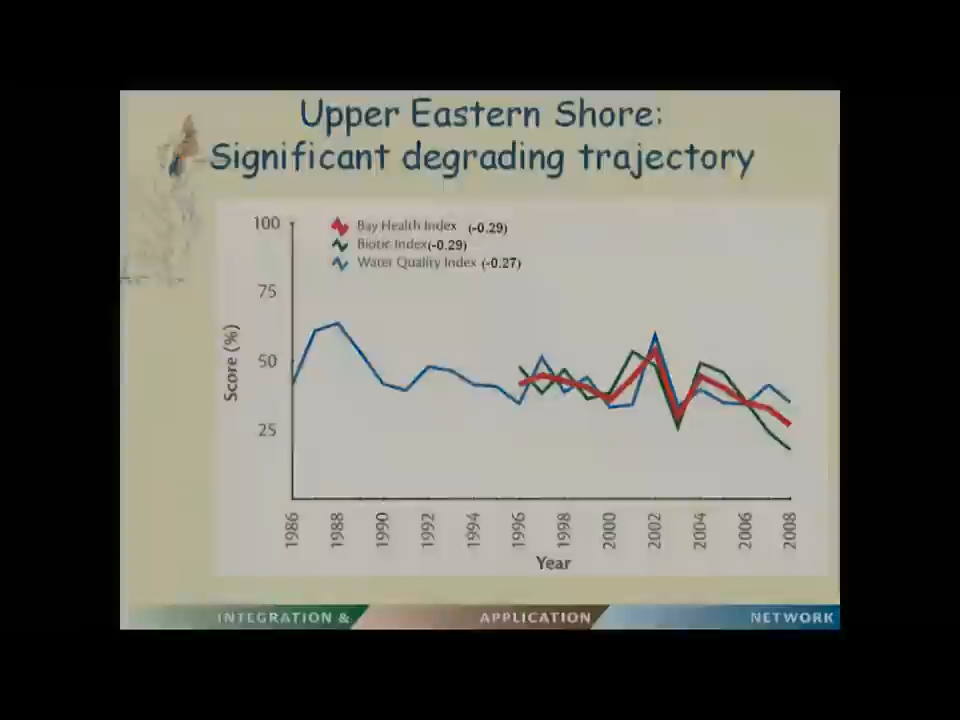 Upper Eastern Shore:
Significant degrading trajectory
100
75
50
25
Score (%)
Bay Health Index (-0.29)
Biotic Index(-0.29)
Water Quality Index (-0.27)
1986 1988 1990 1992 1994 1996 1998 2000 2002 2004 2006 2008
Year
INTEGRATION & APPLICATION NETWORK